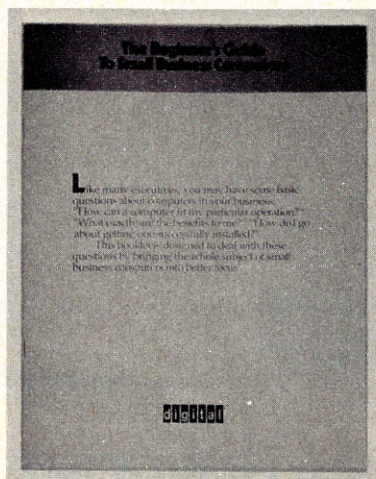 The Beginner's Guide
To Small Business Computers
Like many executives, you may have some basic
questions about computers in your business.
"How can a computer fit my particular operation?"
"What exactly are the benefits to me?" "How do I go
about getting one successfully installed?"
This booklet is designed to deal with these
questions by bringing the whole subject of small
business computers into better focus.
digital